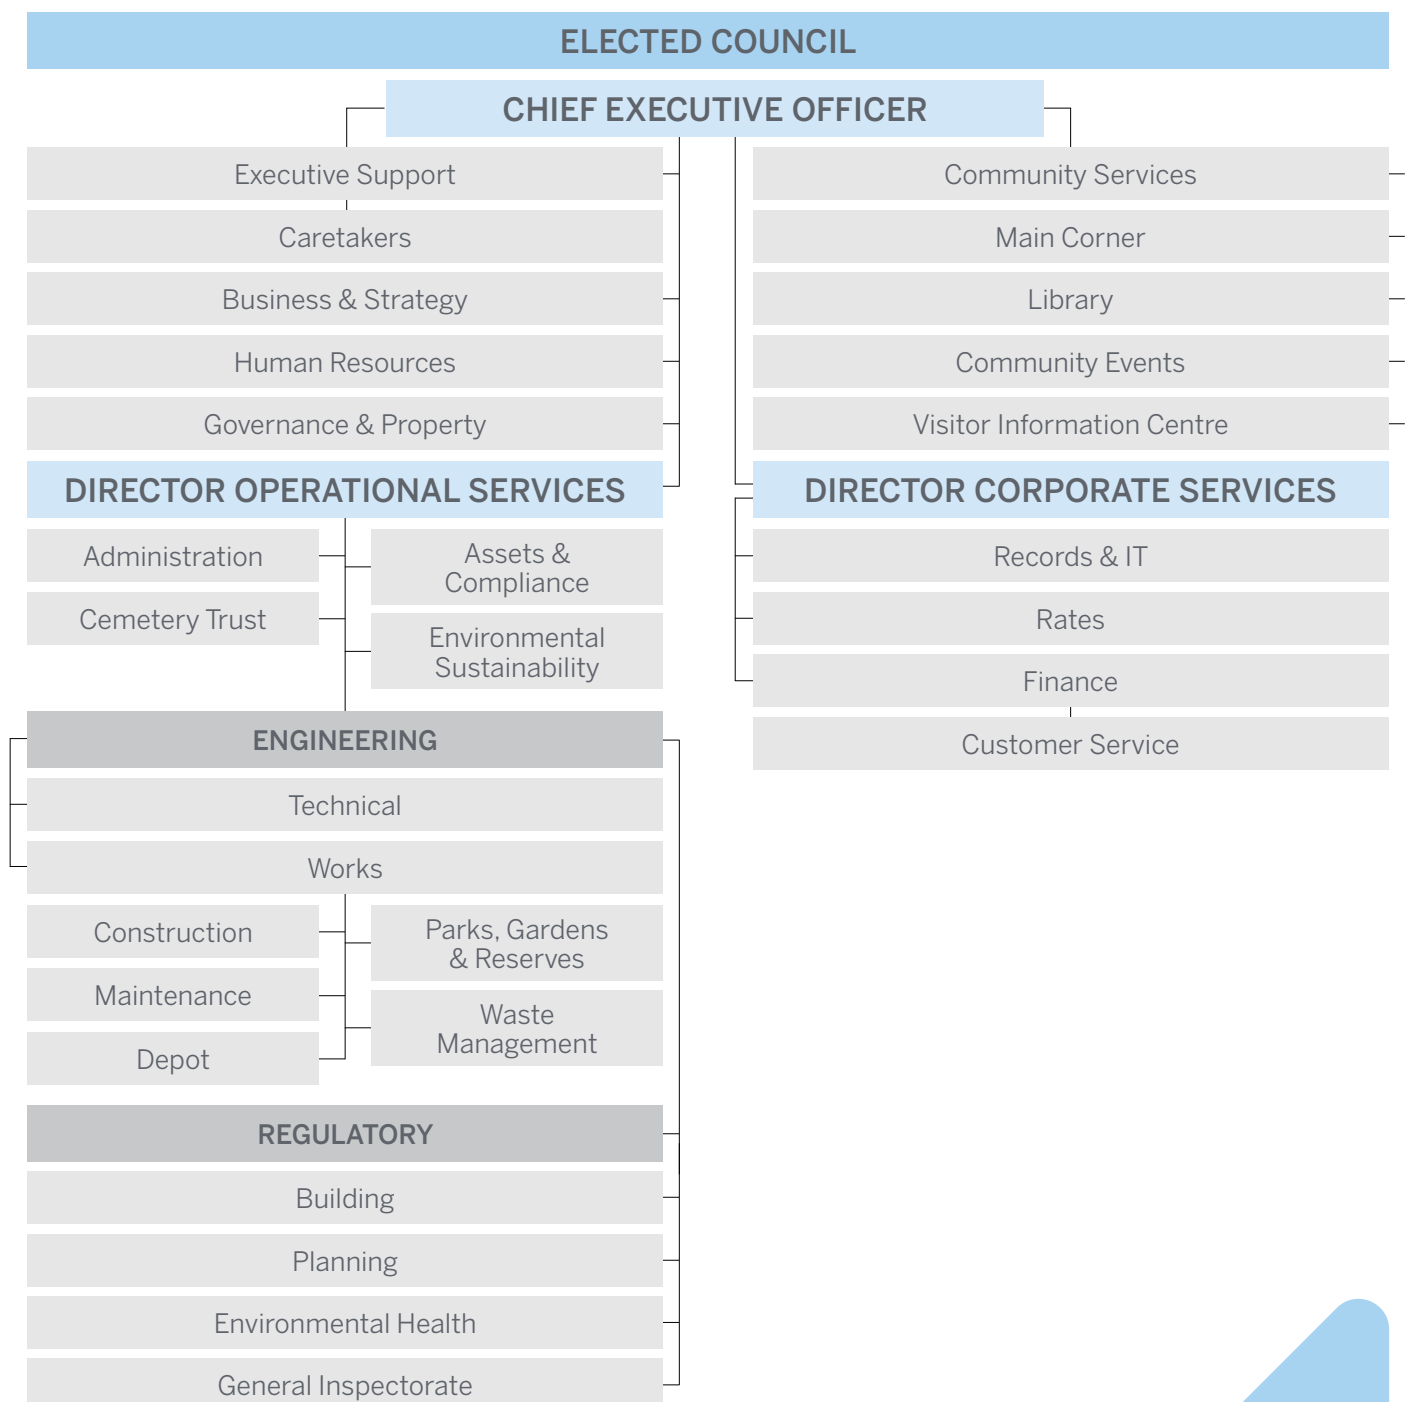 ELECTED COUNCIL
CHIEF EXECUTIVE OFFICER
Executive Support
Caretakers
Business & Strategy
Human Resources
Governance & Property
Community Services
Main Corner
Library
Community Events
Visitor Information Centre
DIRECTOR OPERATIONAL SERVICES
Administration
Cemetery Trust
Assets &
Compliance
Environmental
Sustainability
ENGINEERING
Technical
Works
Construction
Maintenance
Depot
Parks, Gardens
& Reserves
Waste
Management
REGULATORY
Building
Planning
Environmental Health
General Inspectorate
DIRECTOR CORPORATE SERVICES
Records & IT
Rates
Finance
Customer Service